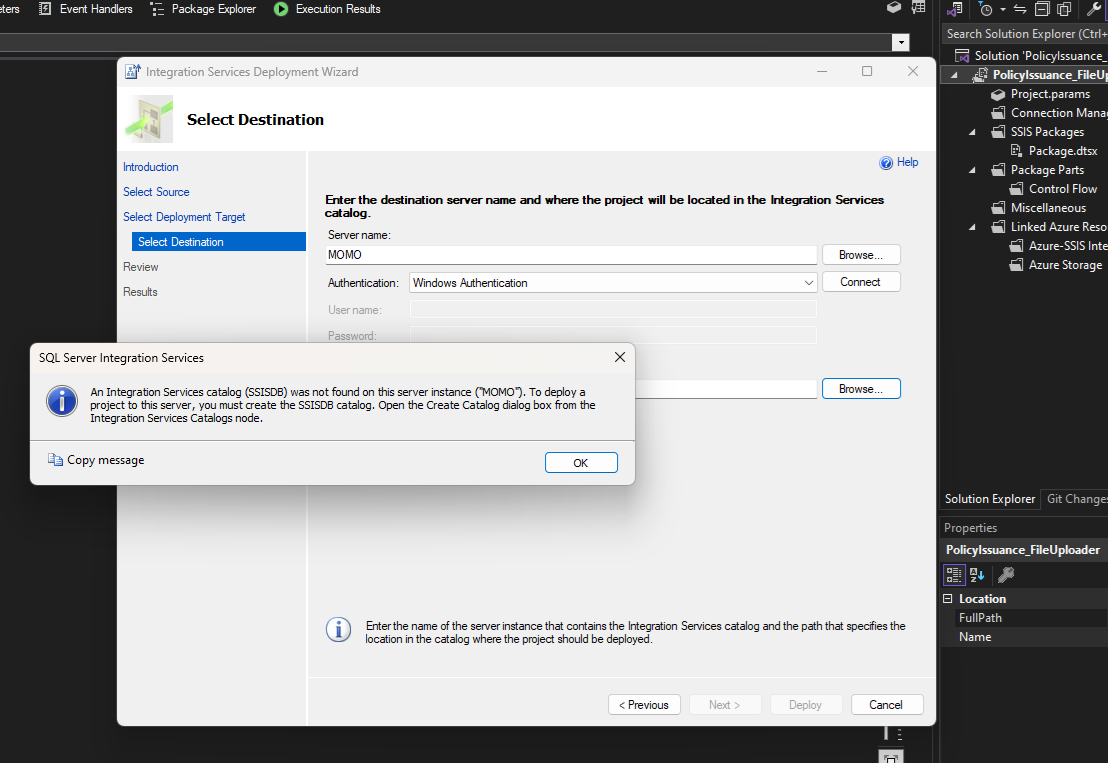 eters Event Handlers Package Explorer Execution Results
Search Solution Explorer (Ctrl+
Solution 'PolicyIssuance_
PolicyIssuance_FileUp
Project.params
Connection Mana
SSIS Packages
Package.dtsx
Package Parts
Control Flow
Miscellaneous
Linked Azure Reso
Azure-SSIS Inte
Azure Storage
Integration Services Deployment Wizard
Select Destination
Introduction
Select Source
Select Deployment Target
Select Destination
Review
Results
Help
Enter the destination server name and where the project will be located in the Integration Services
catalog.
Server name:
MOMO Browse...
Authentication: Windows Authentication Connect
User name:
Password:
Browse...
SQL Server Integration Services
An Integration Services catalog (SSISDB) was not found on this server instance ("MOMO"). To deploy a
project to this server, you must create the SSISDB catalog. Open the Create Catalog dialog box from the
Integration Services Catalogs node.
Copy message OK
Enter the name of the server instance that contains the Integration Services catalog and the path that specifies the
location in the catalog where the project should be deployed.
< Previous Next > Deploy Cancel
Solution Explorer Git Changes
Properties
PolicyIssuance_FileUploader
Location
FullPath
Name